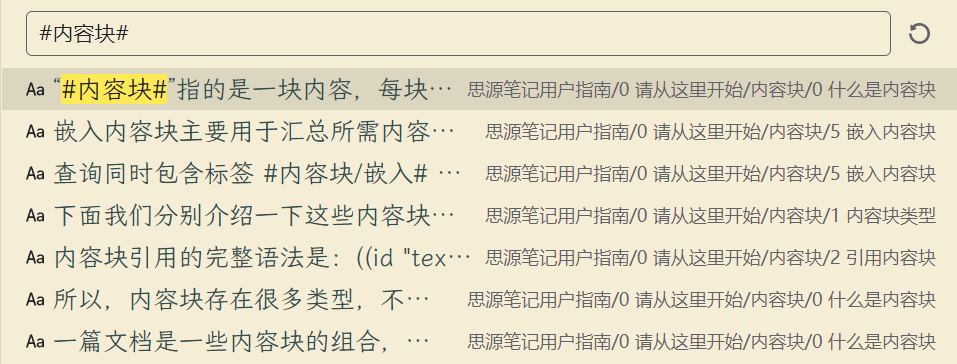 #内容块#
Aa “#内容块#”指的是一块内容，每块… 思源笔记用户指南/0 请从这里开始/内容块/0 什么是内容块
Aa 嵌入内容块主要用于汇总所需内容… 思源笔记用户指南/0 请从这里开始/内容块/5 嵌入内容块
Aa 查询同时包含标签 #内容块/嵌入# … 思源笔记用户指南/0 请从这里开始/内容块/5 嵌入内容块
Aa 下面我们分别介绍一下这些内容块… 思源笔记用户指南/0 请从这里开始/内容块/1 内容块类型
Aa 内容块引用的完整语法是：((id "tex… 思源笔记用户指南/0 请从这里开始/内容块/2 引用内容块
Aa 所以，内容块存在很多类型，不… 思源笔记用户指南/0 请从这里开始/内容块/0 什么是内容块
Aa 一篇文档是一些内容块的组合，… 思源笔记用户指南/0 请从这里开始/内容块/0 什么是内容块